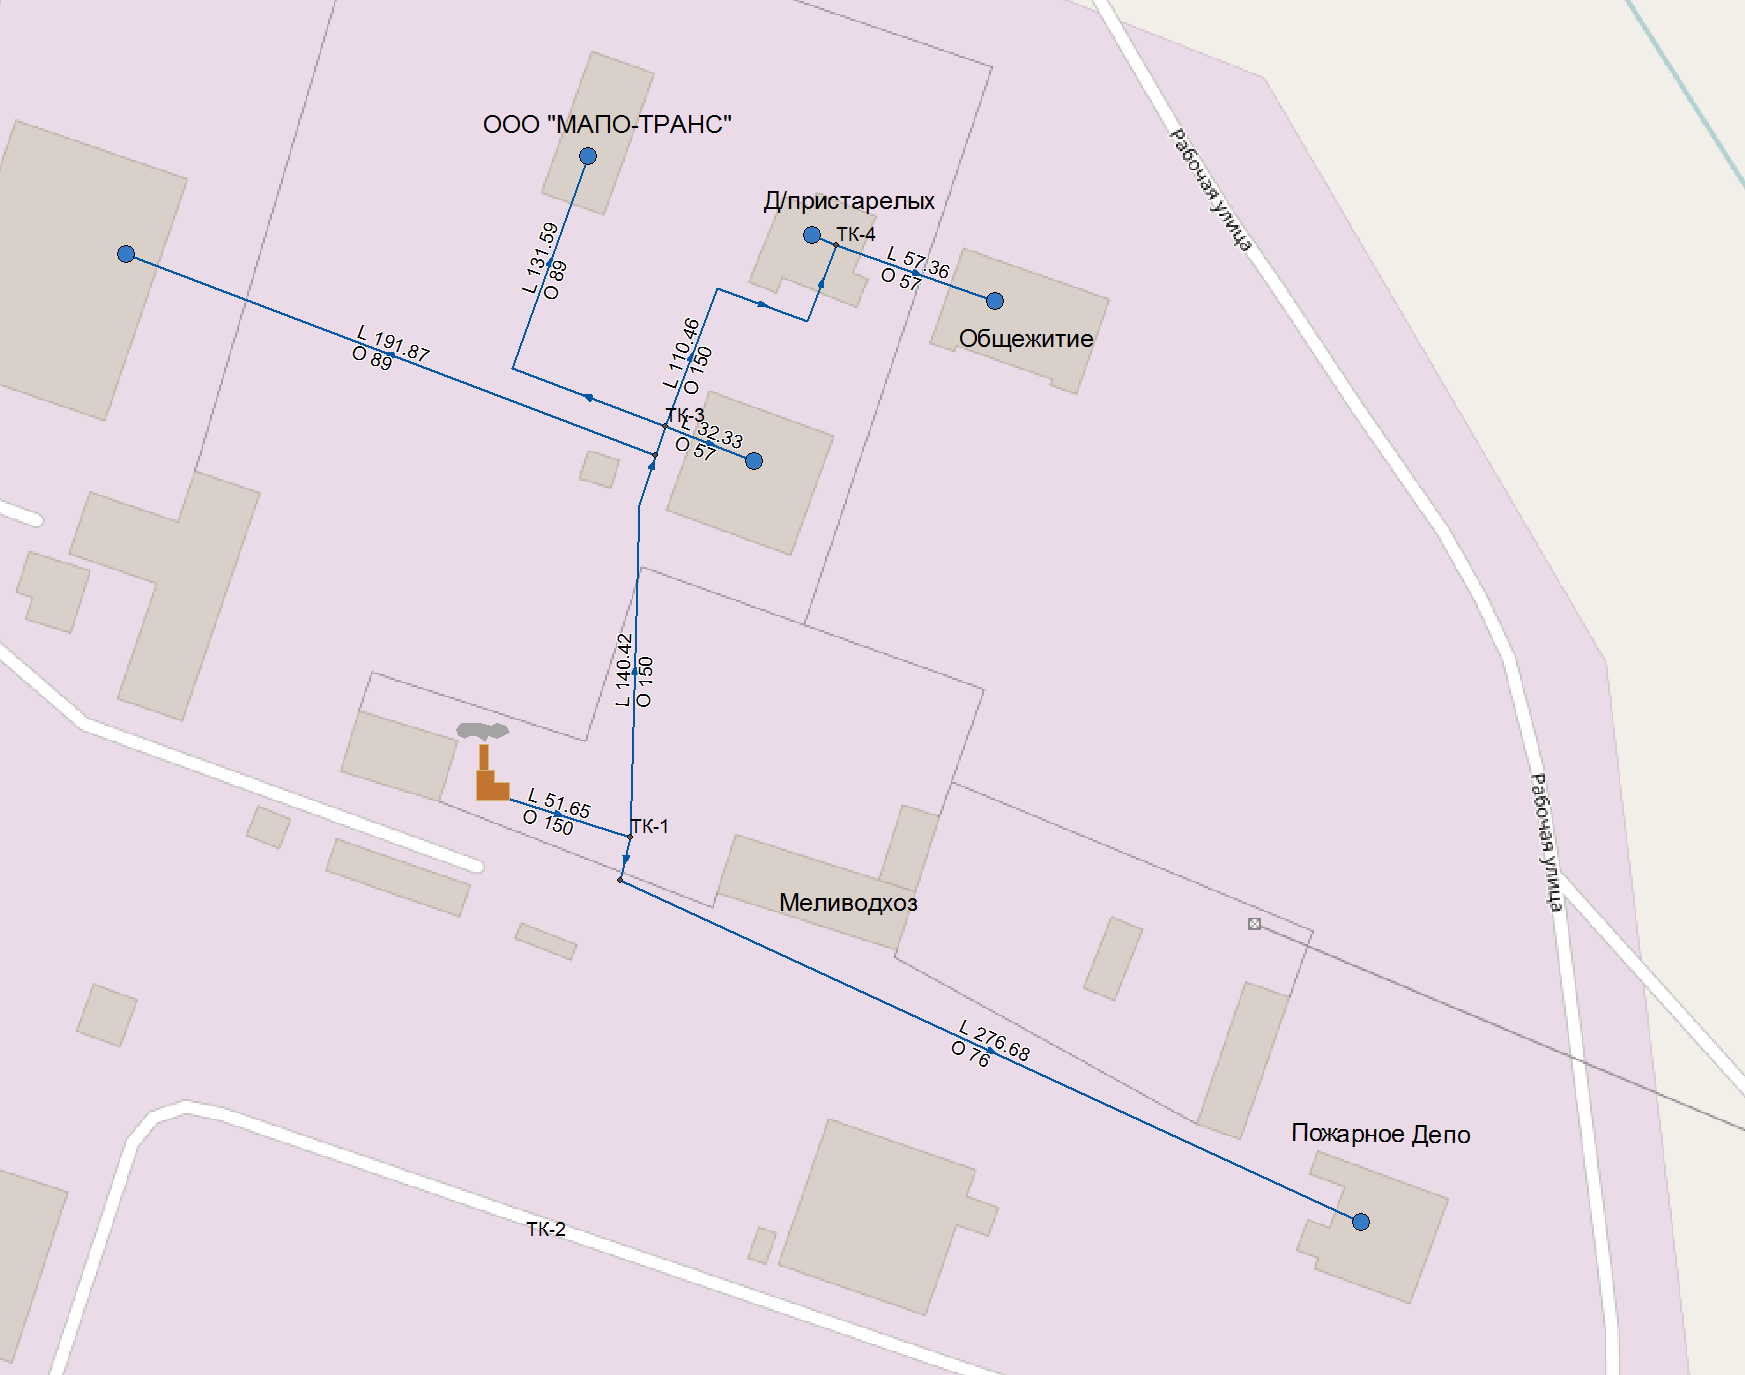 Рабочая улица
ООО "МАПО-ТРАНС"
Д/пристарелых
ТК-4
L 57.36
O 57
L 131.59
O 89
Общежитие
L 191.87
O 89
L 110.46
O 150
ТК-3
L 32.33
O 57
L 140.42
O 150
L 51.65
O 150
ТК-1
Рабочая улица
Меливодхоз
L 276.68
O 76
Пожарное Депо
ТК-2